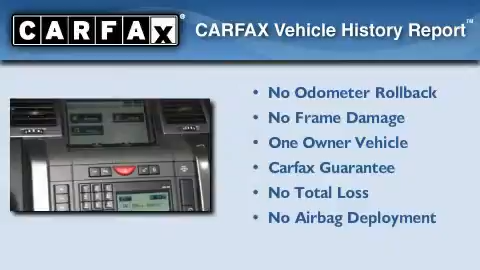 CARFAX® CARFAX Vehicle History Report™
• No Odometer Rollback
• No Frame Damage
• One Owner Vehicle
• Carfax Guarantee
• No Total Loss
• No Airbag Deployment